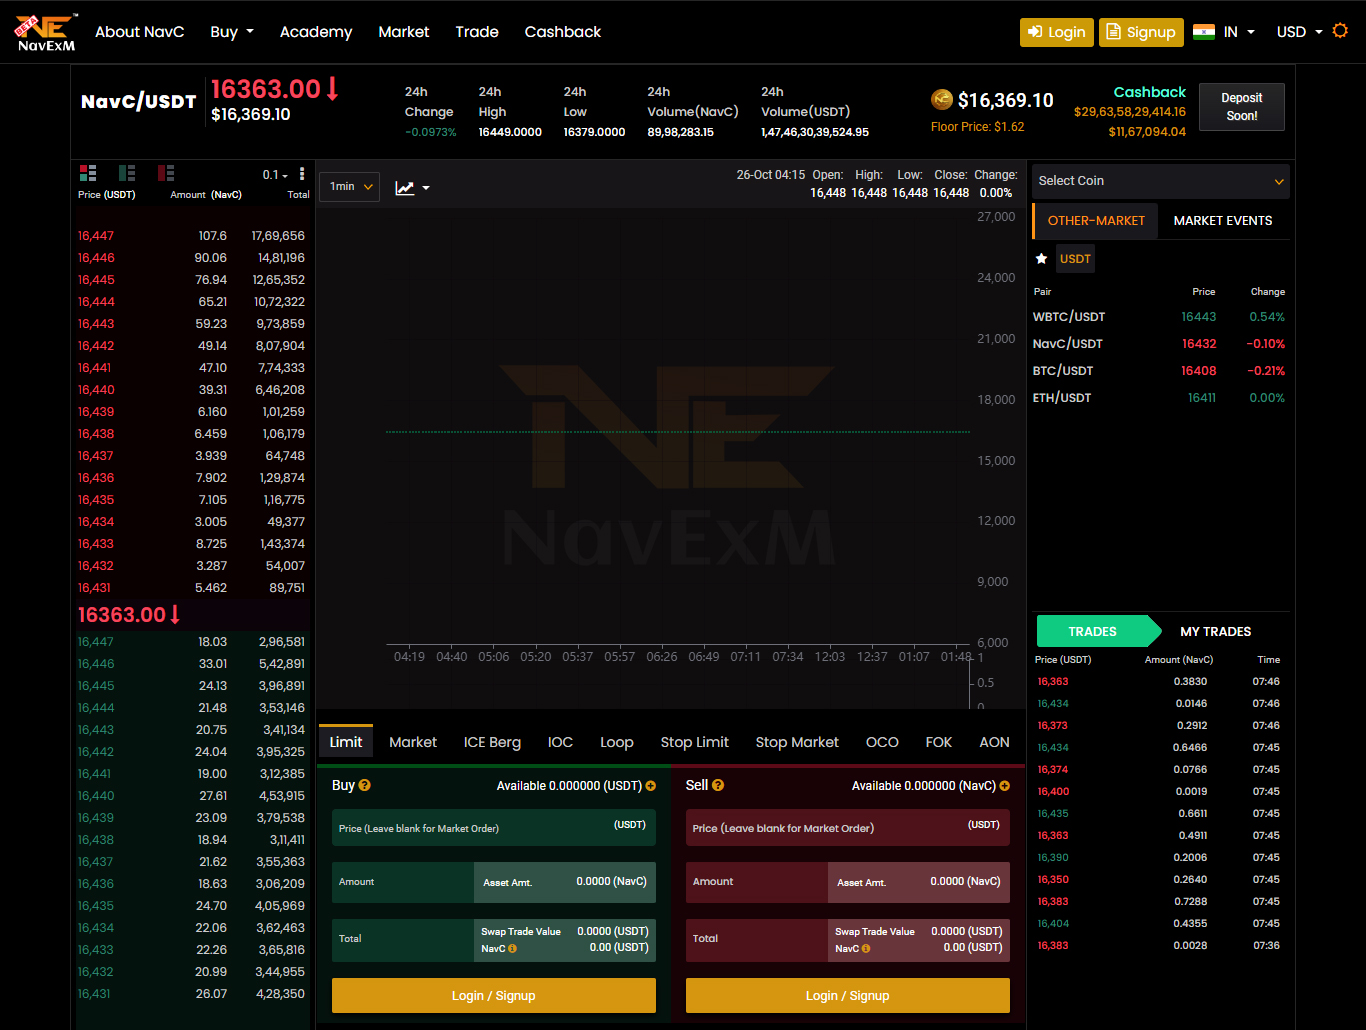 BETA NE ™
NavExM
About NavC Buy Academy Market Trade Cashback Login Signup IN USD
NavC/USDT
16363.00
$16,369.10
24h Change
-0.0973%
24h High
16449.0000
24h Low
16379.0000
24h Volume(NavC)
89,98,283.15
24h Volume(USDT)
1,47,46,30,39,524.95
$16,369.10
Floor Price: $1.62
Cashback
$29,63,58,29,414.16
$11,67,094.04
Deposit Soon!
0.1
Price (USDT) Amount (NavC) Total
16,447 107.6 17,69,656
16,446 90.06 14,81,196
16,445 76.94 12,65,352
16,444 65.21 10,72,322
16,443 59.23 9,73,859
16,442 49.14 8,07,904
16,441 47.10 7,74,333
16,440 39.31 6,46,208
16,439 6.160 1,01,259
16,438 6.459 1,06,179
16,437 3.939 64,748
16,436 7.902 1,29,874
16,435 7.105 1,16,775
16,434 3.005 49,377
16,433 8.725 1,43,374
16,432 3.287 54,007
16,431 5.462 89,751
16363.00
16,447 18.03 2,96,581
16,446 33.01 5,42,891
16,445 24.13 3,96,891
16,444 21.48 3,53,146
16,443 20.75 3,41,134
16,442 24.04 3,95,325
16,441 19.00 3,12,385
16,440 27.61 4,53,915
16,439 23.09 3,79,538
16,438 18.94 3,11,411
16,437 21.62 3,55,363
16,436 18.63 3,06,209
16,435 24.70 4,05,969
16,434 22.06 3,62,463
16,433 22.26 3,65,816
16,432 20.99 3,44,955
16,431 26.07 4,28,350
1min
26-Oct 04:15 Open: High: Low: Close: Change:
16,448 16,448 16,448 16,448 0.00%
27,000
24,000
21,000
18,000
15,000
12,000
9,000
6,000
NE
NavExM
04:19 04:40 05:06 05:20 05:37 05:57 06:26 06:49 07:11 07:34 12:03 12:37 01:07 01:48
1
0.5
0
Limit Market ICE Berg IOC Loop Stop Limit Stop Market OCO FOK AON
Buy Available 0.000000 (USDT)
Price (Leave blank for Market Order) (USDT)
Amount Asset Amt. 0.0000 (NavC)
Total Swap Trade Value 0.0000 (USDT)
NavC 0.00 (USDT)
Login / Signup
Sell Available 0.000000 (NavC)
Price (Leave blank for Market Order) (USDT)
Amount Asset Amt. 0.0000 (NavC)
Total Swap Trade Value 0.0000 (USDT)
NavC 0.00 (USDT)
Login / Signup
Select Coin
OTHER-MARKET MARKET EVENTS
USDT
Pair Price Change
WBTC/USDT 16443 0.54%
NavC/USDT 16432 -0.10%
BTC/USDT 16408 -0.21%
ETH/USDT 16411 0.00%
TRADES MY TRADES
Price (USDT) Amount (NavC) Time
16,363 0.3830 07:46
16,434 0.0146 07:46
16,373 0.2912 07:46
16,434 0.6466 07:45
16,374 0.0766 07:45
16,400 0.0019 07:45
16,435 0.6611 07:45
16,363 0.4911 07:45
16,390 0.2006 07:45
16,350 0.2640 07:45
16,383 0.7288 07:45
16,404 0.4355 07:45
16,383 0.0028 07:36